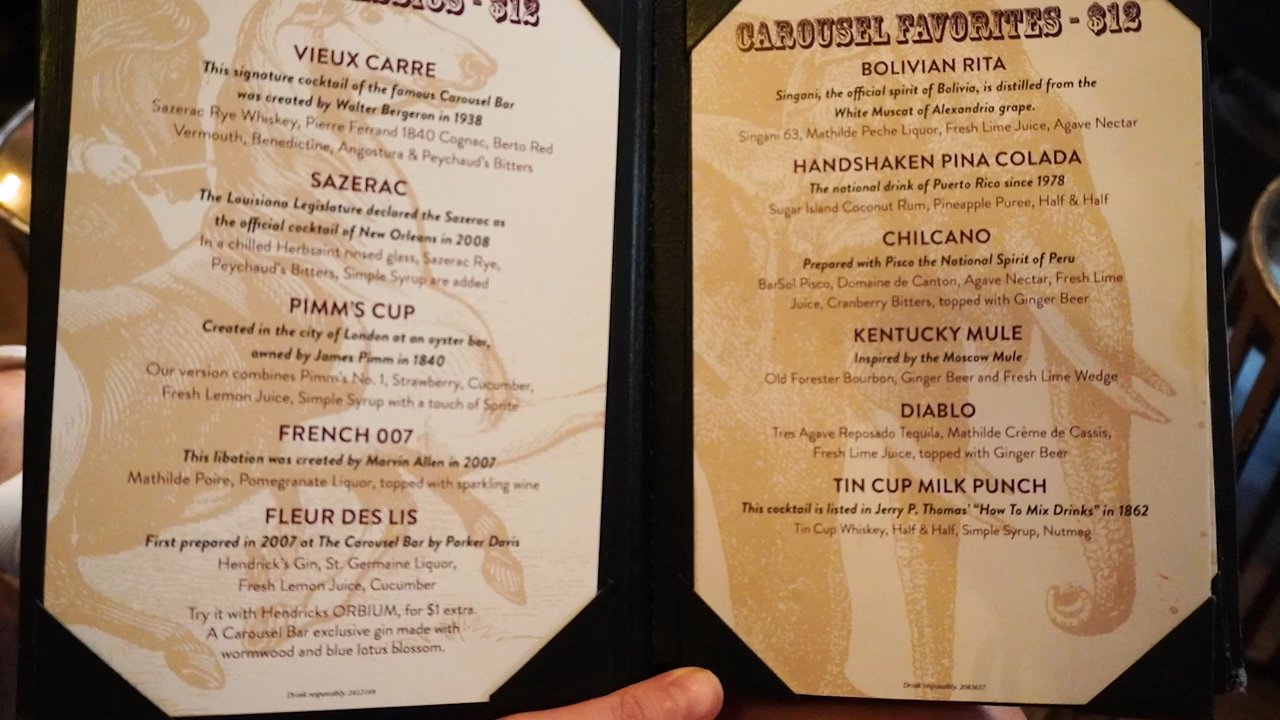 - $12
VIEUX CARRE
This signature cocktail of the famous Carousel Bar
was created by Walter Bergeron in 1938
Sazerac Rye Whiskey, Pierre Ferrand 1840 Cognac, Berto Red
Vermouth, Benedictine, Angostura & Peychaud's Bitters
SAZERAC
The Louisiana Legislature declared the Sazerac as
the official cocktail of New Orleans in 2008
In a chilled Herbsaint rinsed glass, Sazerac Rye,
Peychaud's Bitters, Simple Syrup are added
PIMM'S CUP
Created in the city of London at an oyster bar,
owned by James Pimm in 1840
Our version combines Pimm's No. 1, Strawberry, Cucumber,
Fresh Lemon Juice, Simple Syrup with a touch of Sprite
FRENCH 007
This libation was created by Marvin Allen in 2007
Mathilde Poire, Pomegranate Liquor, topped with sparkling wine
FLEUR DES LIS
First prepared in 2007 at The Carousel Bar by Parker Davis
Hendrick's Gin, St. Germaine Liquor,
Fresh Lemon Juice, Cucumber
Try it with Hendricks ORBIUM, for $1 extra.
A Carousel Bar exclusive gin made with
wormwood and blue lotus blossom.
Drink responsibly.
CAROUSEL FAVORITES - $12
BOLIVIAN RITA
Singani, the official spirit of Bolivia, is distilled from the
White Muscat of Alexandria grape.
Singani 63, Mathilde Peche Liquor, Fresh Lime Juice, Agave Nectar
HANDSHAKEN PINA COLADA
The national drink of Puerto Rico since 1978
Sugar Island Coconut Rum, Pineapple Puree, Half & Half
CHILCANO
Prepared with Pisco the National Spirit of Peru
BarSol Pisco, Domaine de Canton, Agave Nectar, Fresh Lime
Juice, Cranberry Bitters, topped with Ginger Beer
KENTUCKY MULE
Inspired by the Moscow Mule
Old Forester Bourbon, Ginger Beer and Fresh Lime Wedge
DIABLO
Tres Agave Reposado Tequila, Mathilde Crème de Cassis,
Fresh Lime Juice, topped with Ginger Beer
TIN CUP MILK PUNCH
This cocktail is listed in Jerry P. Thomas' "How To Mix Drinks" in 1862
Tin Cup Whiskey, Half & Half, Simple Syrup, Nutmeg
Drink responsibly.